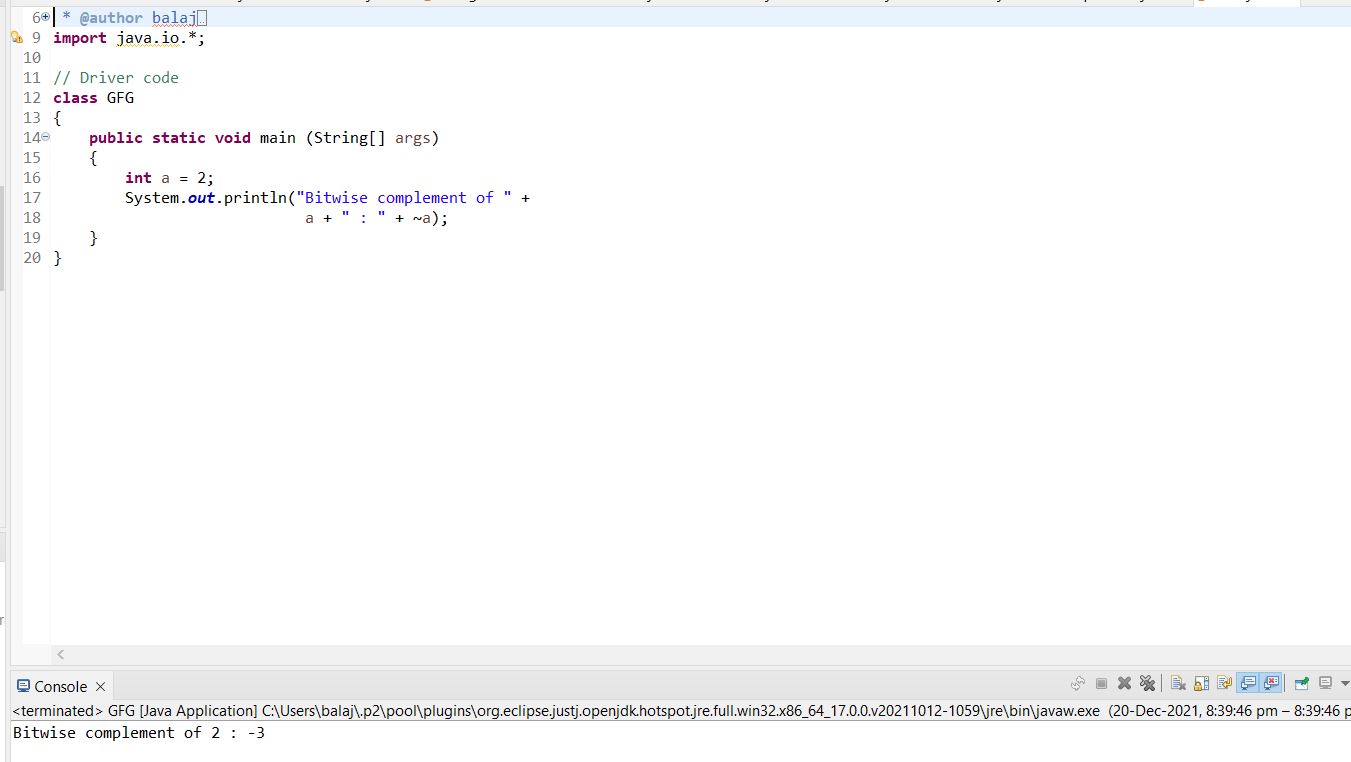 6 * @author balaj
9 import java.io.*;
10
11 // Driver code
12 class GFG
13 {
14 public static void main (String[] args)
15 {
16 int a = 2;
17 System.out.println("Bitwise complement of " +
18 a + " : " + ~a);
19 }
20 }
Console
<terminated> GFG [Java Application] C:\Users\balaj\.p2\pool\plugins\org.eclipse.justj.openjdk.hotspot.jre.full.win32.x86_64_17.0.0.v20211012-1059\jre\bin\javaw.exe (20-Dec-2021, 8:39:46 pm – 8:39:46 p
Bitwise complement of 2 : -3